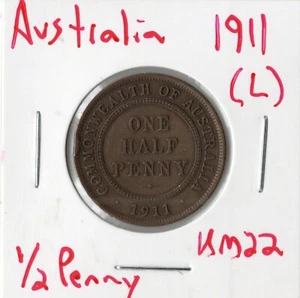 Australia 1911
(L)
COMMONWEALTH OF AUSTRALIA
ONE
HALF
PENNY
1911
1/2 Penny KM22